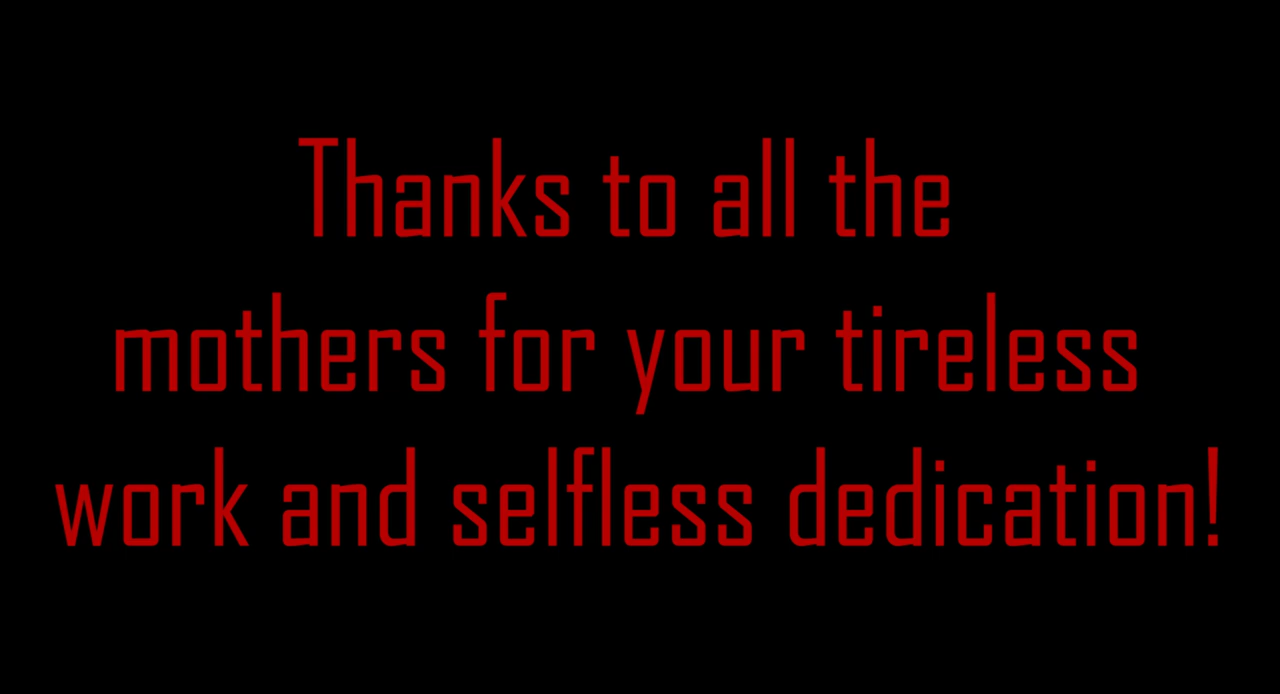 Thanks to all the
mothers for your tireless
work and selfless dedication!